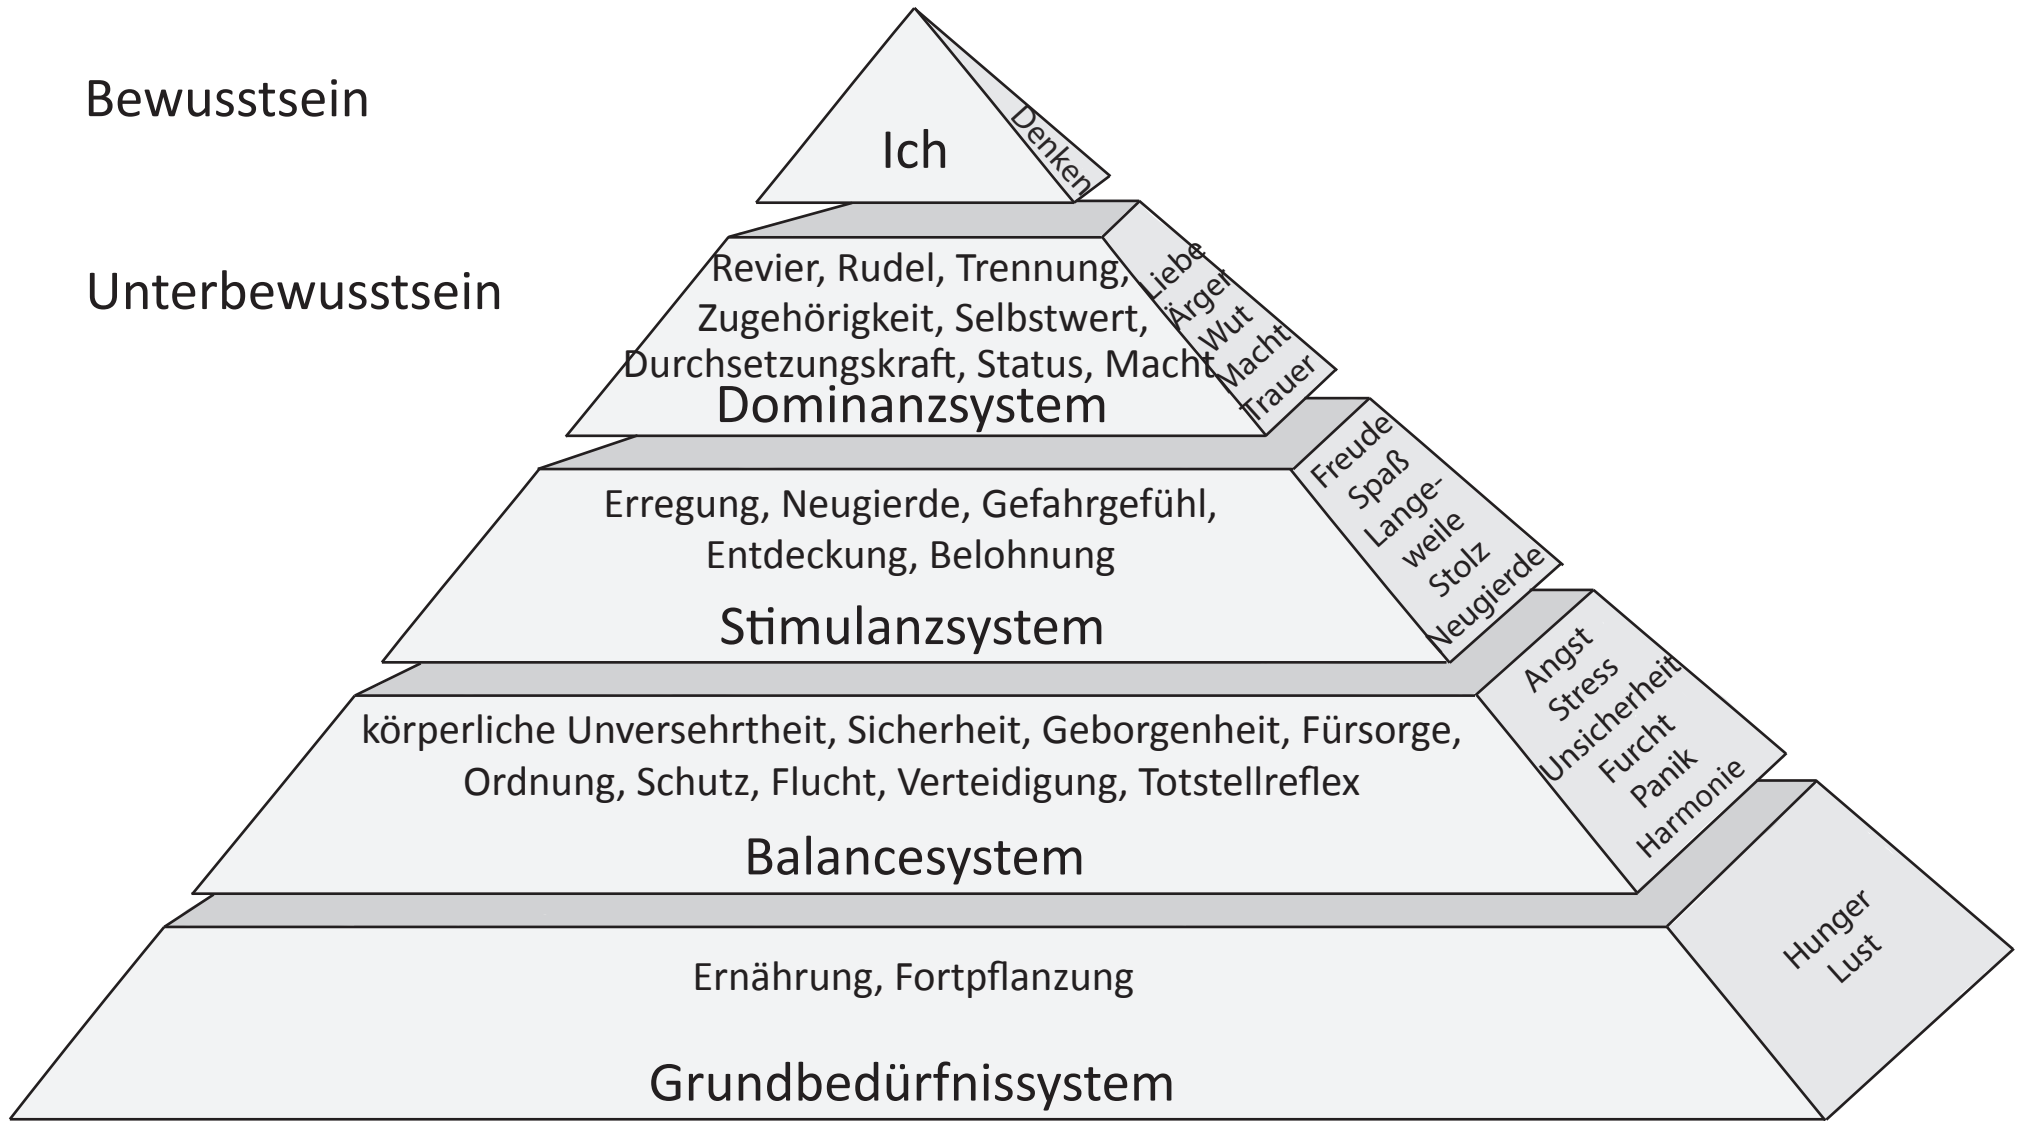 Bewusstsein
Ich
Denken
Unterbewusstsein
Revier, Rudel, Trennung,
Zugehörigkeit, Selbstwert,
Durchsetzungskraft, Status, Macht
Dominanzsystem
Liebe
Ärger
Wut
Macht
Trauer
Erregung, Neugierde, Gefahrgefühl,
Entdeckung, Belohnung
Stimulanzsystem
Freude
Spaß
Lange-
weile
Stolz
Neugierde
körperliche Unversehrtheit, Sicherheit, Geborgenheit, Fürsorge,
Ordnung, Schutz, Flucht, Verteidigung, Totstellreflex
Balancesystem
Angst
Stress
Unsicherheit
Furcht
Panik
Harmonie
Ernährung, Fortpflanzung
Grundbedürfnissystem
Hunger
Lust